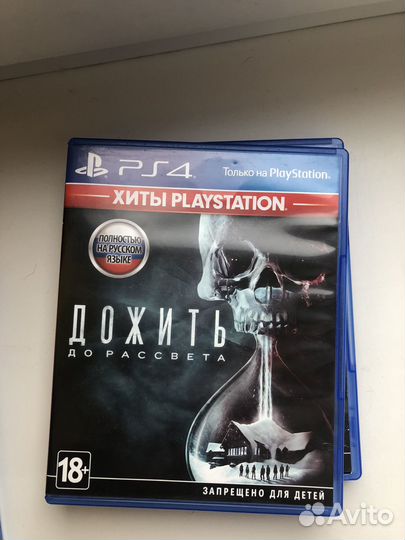 PS4
Только на PlayStation
ХИТЫ PLAYSTATION
ПОЛНОСТЬЮ
НА РУССКОМ
ЯЗЫКЕ
ДОЖИТЬ
ДО РАССВЕТА
18+
ЗАПРЕЩЕНО ДЛЯ ДЕТЕЙ
Avito